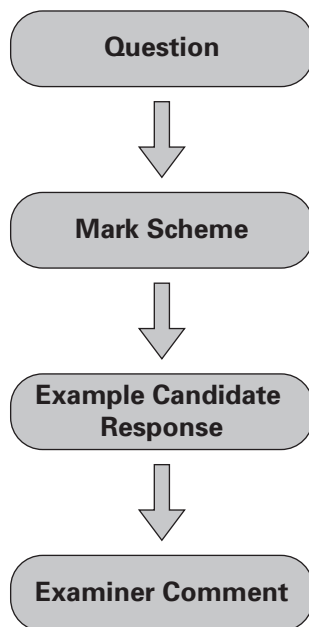 Question
Mark Scheme
Example Candidate
Response
Examiner Comment